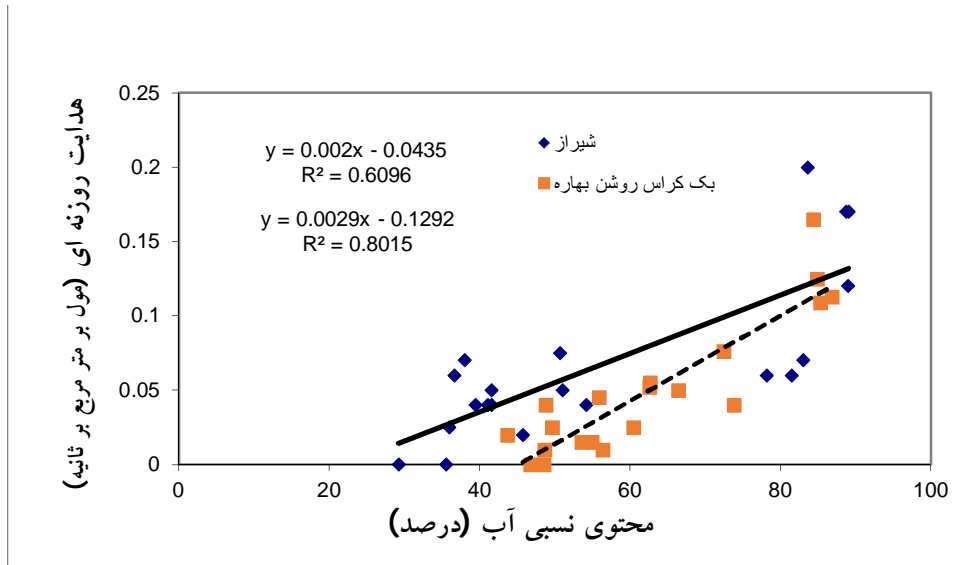 هدایت روزنه ای (مول بر متر مربع بر ثانیه)
0.25
0.2
0.15
0.1
0.05
0
y = 0.002x - 0.0435
R² = 0.6096
y = 0.0029x - 0.1292
R² = 0.8015
شیراز
بک کراس روشن بهاره
0 20 40 60 80 100
محتوی نسبی آب (درصد)